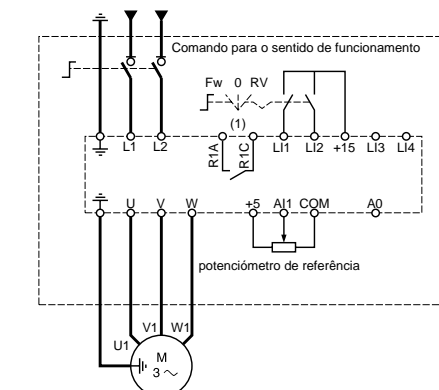 Comando para o sentido de funcionamento
Fw 0 RV
(1)
L1 L2 R1A R1C LI1 LI2 +15 LI3 LI4
U V W +5 AI1 COM A0
potenciómetro de referência
U1 V1 W1
M
3